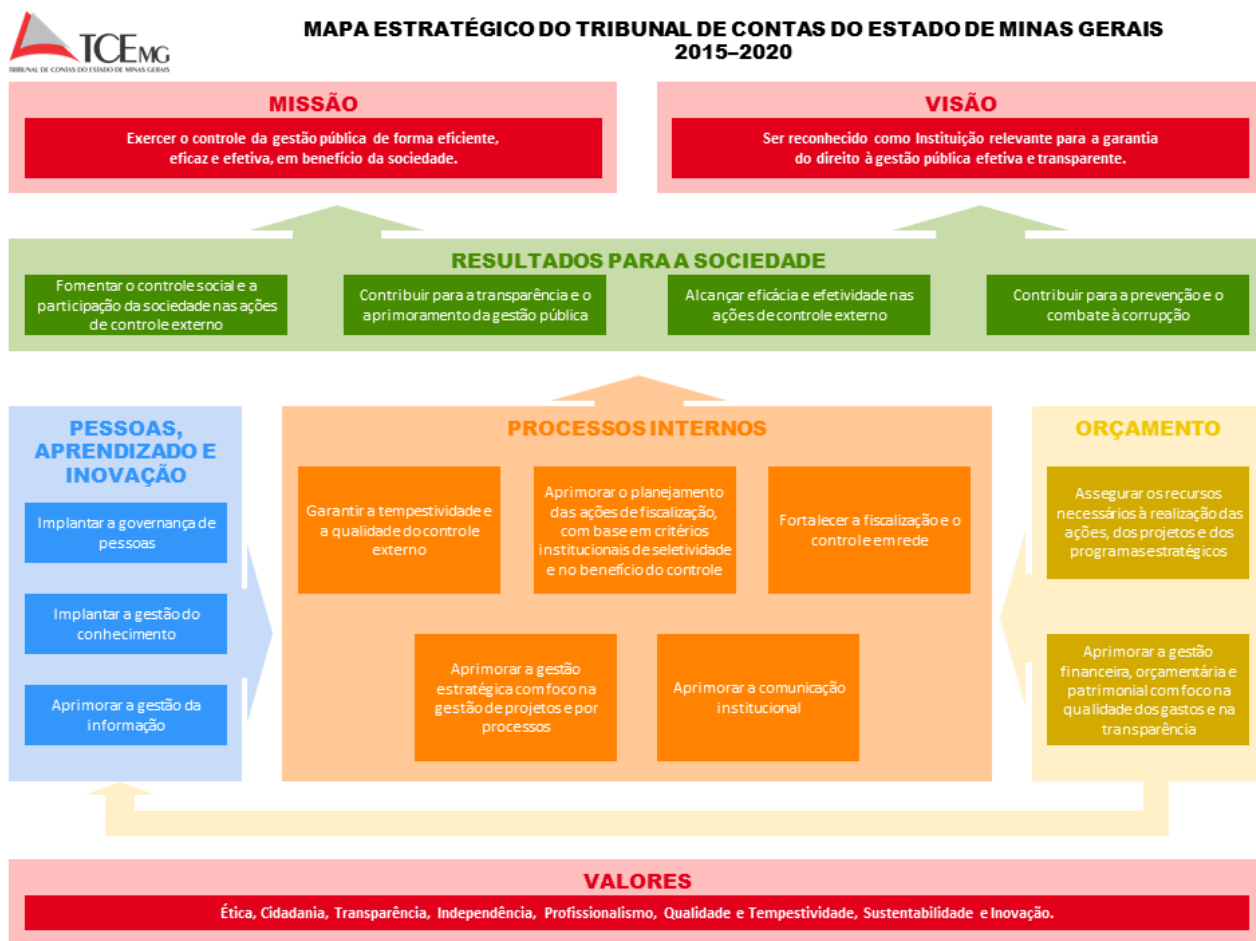 TCEMG
TRIBUNAL DE CONTAS DO ESTADO DE MINAS GERAIS
MAPA ESTRATÉGICO DO TRIBUNAL DE CONTAS DO ESTADO DE MINAS GERAIS
2015–2020
MISSÃO
Exercer o controle da gestão pública de forma eficiente,
eficaz e efetiva, em benefício da sociedade.
VISÃO
Ser reconhecido como Instituição relevante para a garantia
do direito à gestão pública efetiva e transparente.
RESULTADOS PARA A SOCIEDADE
Fomentar o controle social e a
participação da sociedade nas ações
de controle externo
Contribuir para a transparência e o
aprimoramento da gestão pública
Alcançar eficácia e efetividade nas
ações de controle externo
Contribuir para a prevenção e o
combate à corrupção
PESSOAS,
APRENDIZADO E
INOVAÇÃO
Implantar a governança de
pessoas
Implantar a gestão do
conhecimento
Aprimorar a gestão da
informação
PROCESSOS INTERNOS
Garantir a tempestividade e
a qualidade do controle
externo
Aprimorar o planejamento
das ações de fiscalização,
com base em critérios
institucionais de seletividade
e no benefício do controle
Fortalecer a fiscalização e o
controle em rede
Aprimorar a gestão
estratégica com foco na
gestão de projetos e por
processos
Aprimorar a comunicação
institucional
ORÇAMENTO
Assegurar os recursos
necessários à realização das
ações, dos projetos e dos
programas estratégicos
Aprimorar a gestão
financeira, orçamentária e
patrimonial com foco na
qualidade dos gastos e na
transparência
VALORES
Ética, Cidadania, Transparência, Independência, Profissionalismo, Qualidade e Tempestividade, Sustentabilidade e Inovação.